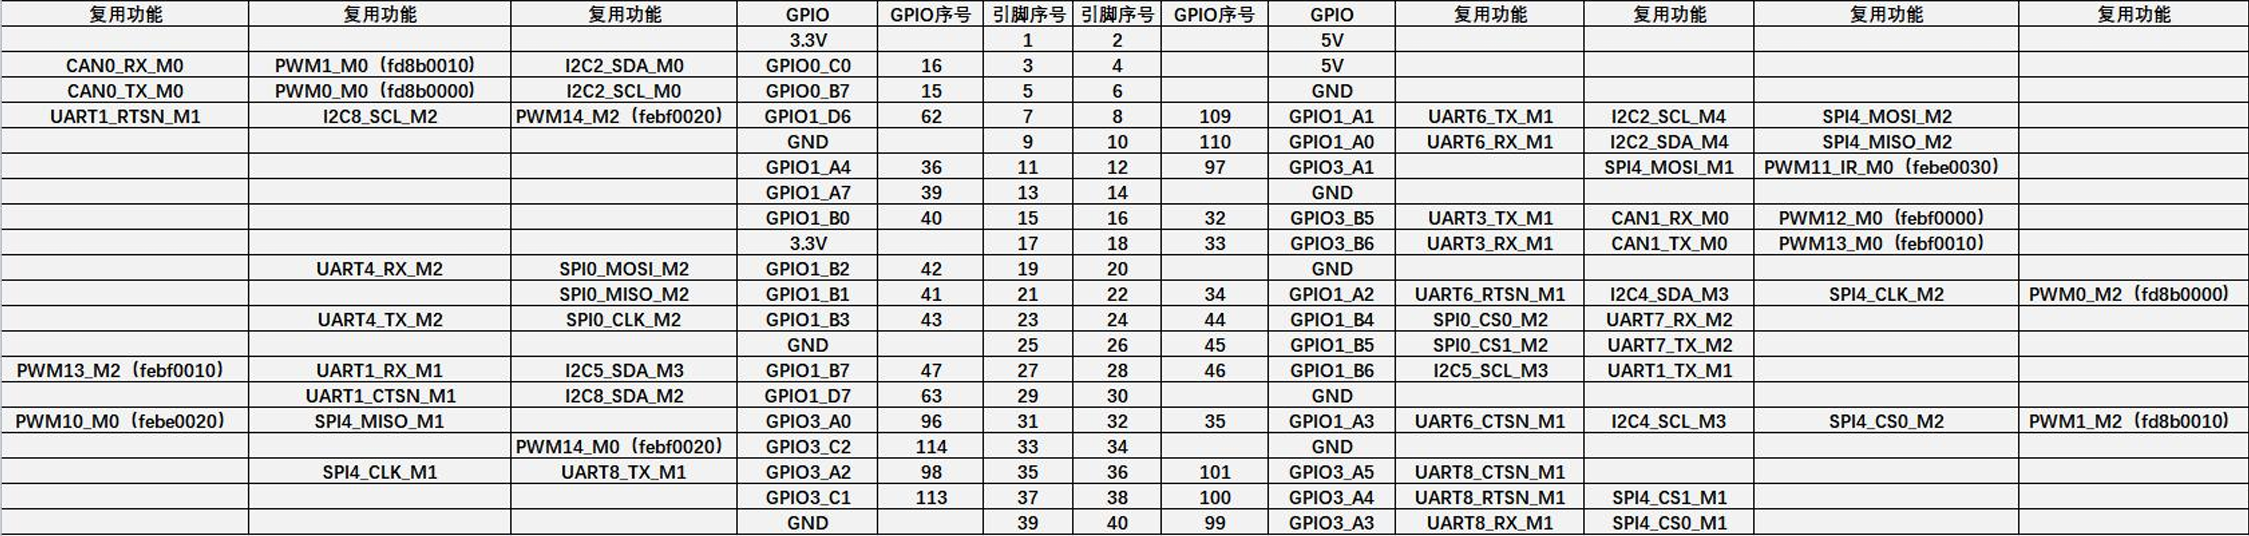 复用功能 复用功能 复用功能 GPIO GPIO序号 引脚序号 引脚序号 GPIO序号 GPIO 复用功能 复用功能 复用功能 复用功能
3.3V 1 2 5V
CAN0_RX_M0 PWM1_M0（fd8b0010） I2C2_SDA_M0 GPIO0_C0 16 3 4 5V
CAN0_TX_M0 PWM0_M0（fd8b0000） I2C2_SCL_M0 GPIO0_B7 15 5 6 GND
UART1_RTSN_M1 I2C8_SCL_M2 PWM14_M2（febf0020） GPIO1_D6 62 7 8 109 GPIO1_A1 UART6_TX_M1 I2C2_SCL_M4 SPI4_MOSI_M2
GND 9 10 110 GPIO1_A0 UART6_RX_M1 I2C2_SDA_M4 SPI4_MISO_M2
GPIO1_A4 36 11 12 97 GPIO3_A1 SPI4_MOSI_M1 PWM11_IR_M0（febe0030）
GPIO1_A7 39 13 14 GND
GPIO1_B0 40 15 16 32 GPIO3_B5 UART3_TX_M1 CAN1_RX_M0 PWM12_M0（febf0000）
3.3V 17 18 33 GPIO3_B6 UART3_RX_M1 CAN1_TX_M0 PWM13_M0（febf0010）
UART4_RX_M2 SPI0_MOSI_M2 GPIO1_B2 42 19 20 GND
SPI0_MISO_M2 GPIO1_B1 41 21 22 34 GPIO1_A2 UART6_RTSN_M1 I2C4_SDA_M3 SPI4_CLK_M2 PWM0_M2（fd8b0000）
UART4_TX_M2 SPI0_CLK_M2 GPIO1_B3 43 23 24 44 GPIO1_B4 SPI0_CS0_M2 UART7_RX_M2
GND 25 26 45 GPIO1_B5 SPI0_CS1_M2 UART7_TX_M2
PWM13_M2（febf0010） UART1_RX_M1 I2C5_SDA_M3 GPIO1_B7 47 27 28 46 GPIO1_B6 I2C5_SCL_M3 UART1_TX_M1
UART1_CTSN_M1 I2C8_SDA_M2 GPIO1_D7 63 29 30 GND
PWM10_M0（febe0020） SPI4_MISO_M1 GPIO3_A0 96 31 32 35 GPIO1_A3 UART6_CTSN_M1 I2C4_SCL_M3 SPI4_CS0_M2 PWM1_M2（fd8b0010）
PWM14_M0（febf0020） GPIO3_C2 114 33 34 GND
SPI4_CLK_M1 UART8_TX_M1 GPIO3_A2 98 35 36 101 GPIO3_A5 UART8_CTSN_M1
GPIO3_C1 113 37 38 100 GPIO3_A4 UART8_RTSN_M1 SPI4_CS1_M1
GND 39 40 99 GPIO3_A3 UART8_RX_M1 SPI4_CS0_M1